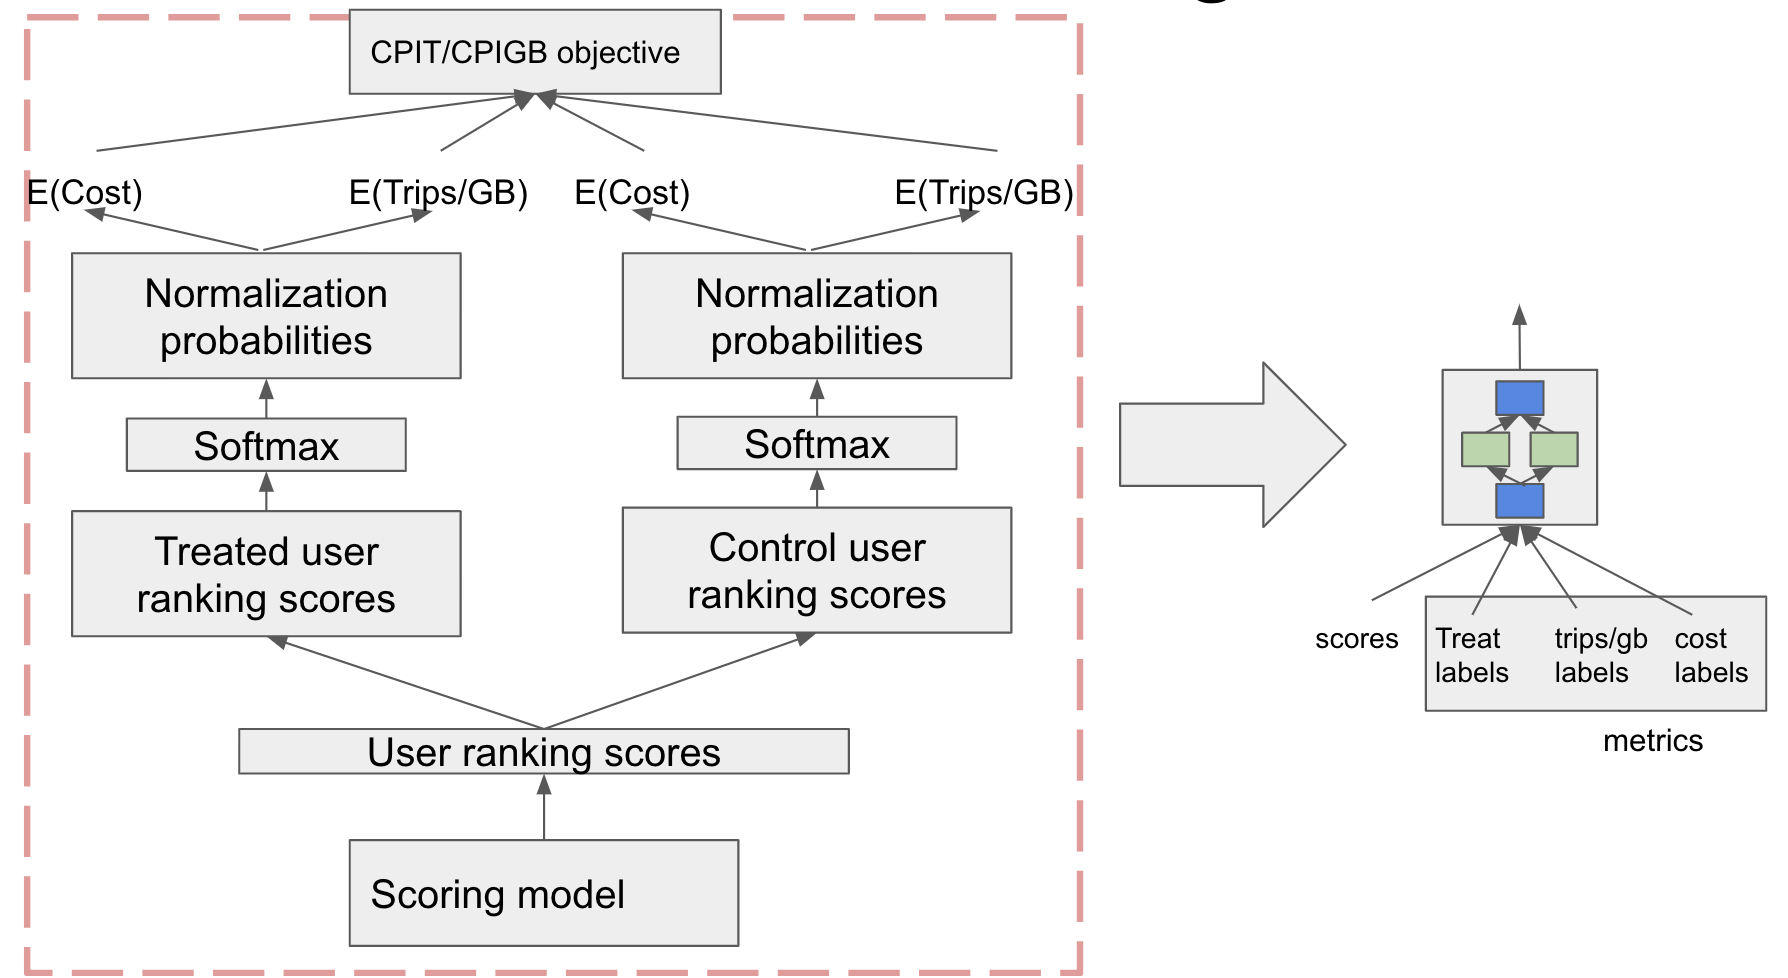 CPIT/CPIGB objective
E(Cost)
E(Trips/GB)
E(Cost)
E(Trips/GB)
Normalization
probabilities
Normalization
probabilities
Softmax
Softmax
Treated user
ranking scores
Control user
ranking scores
User ranking scores
Scoring model
scores
Treat
labels
trips/gb
labels
cost
labels
metrics